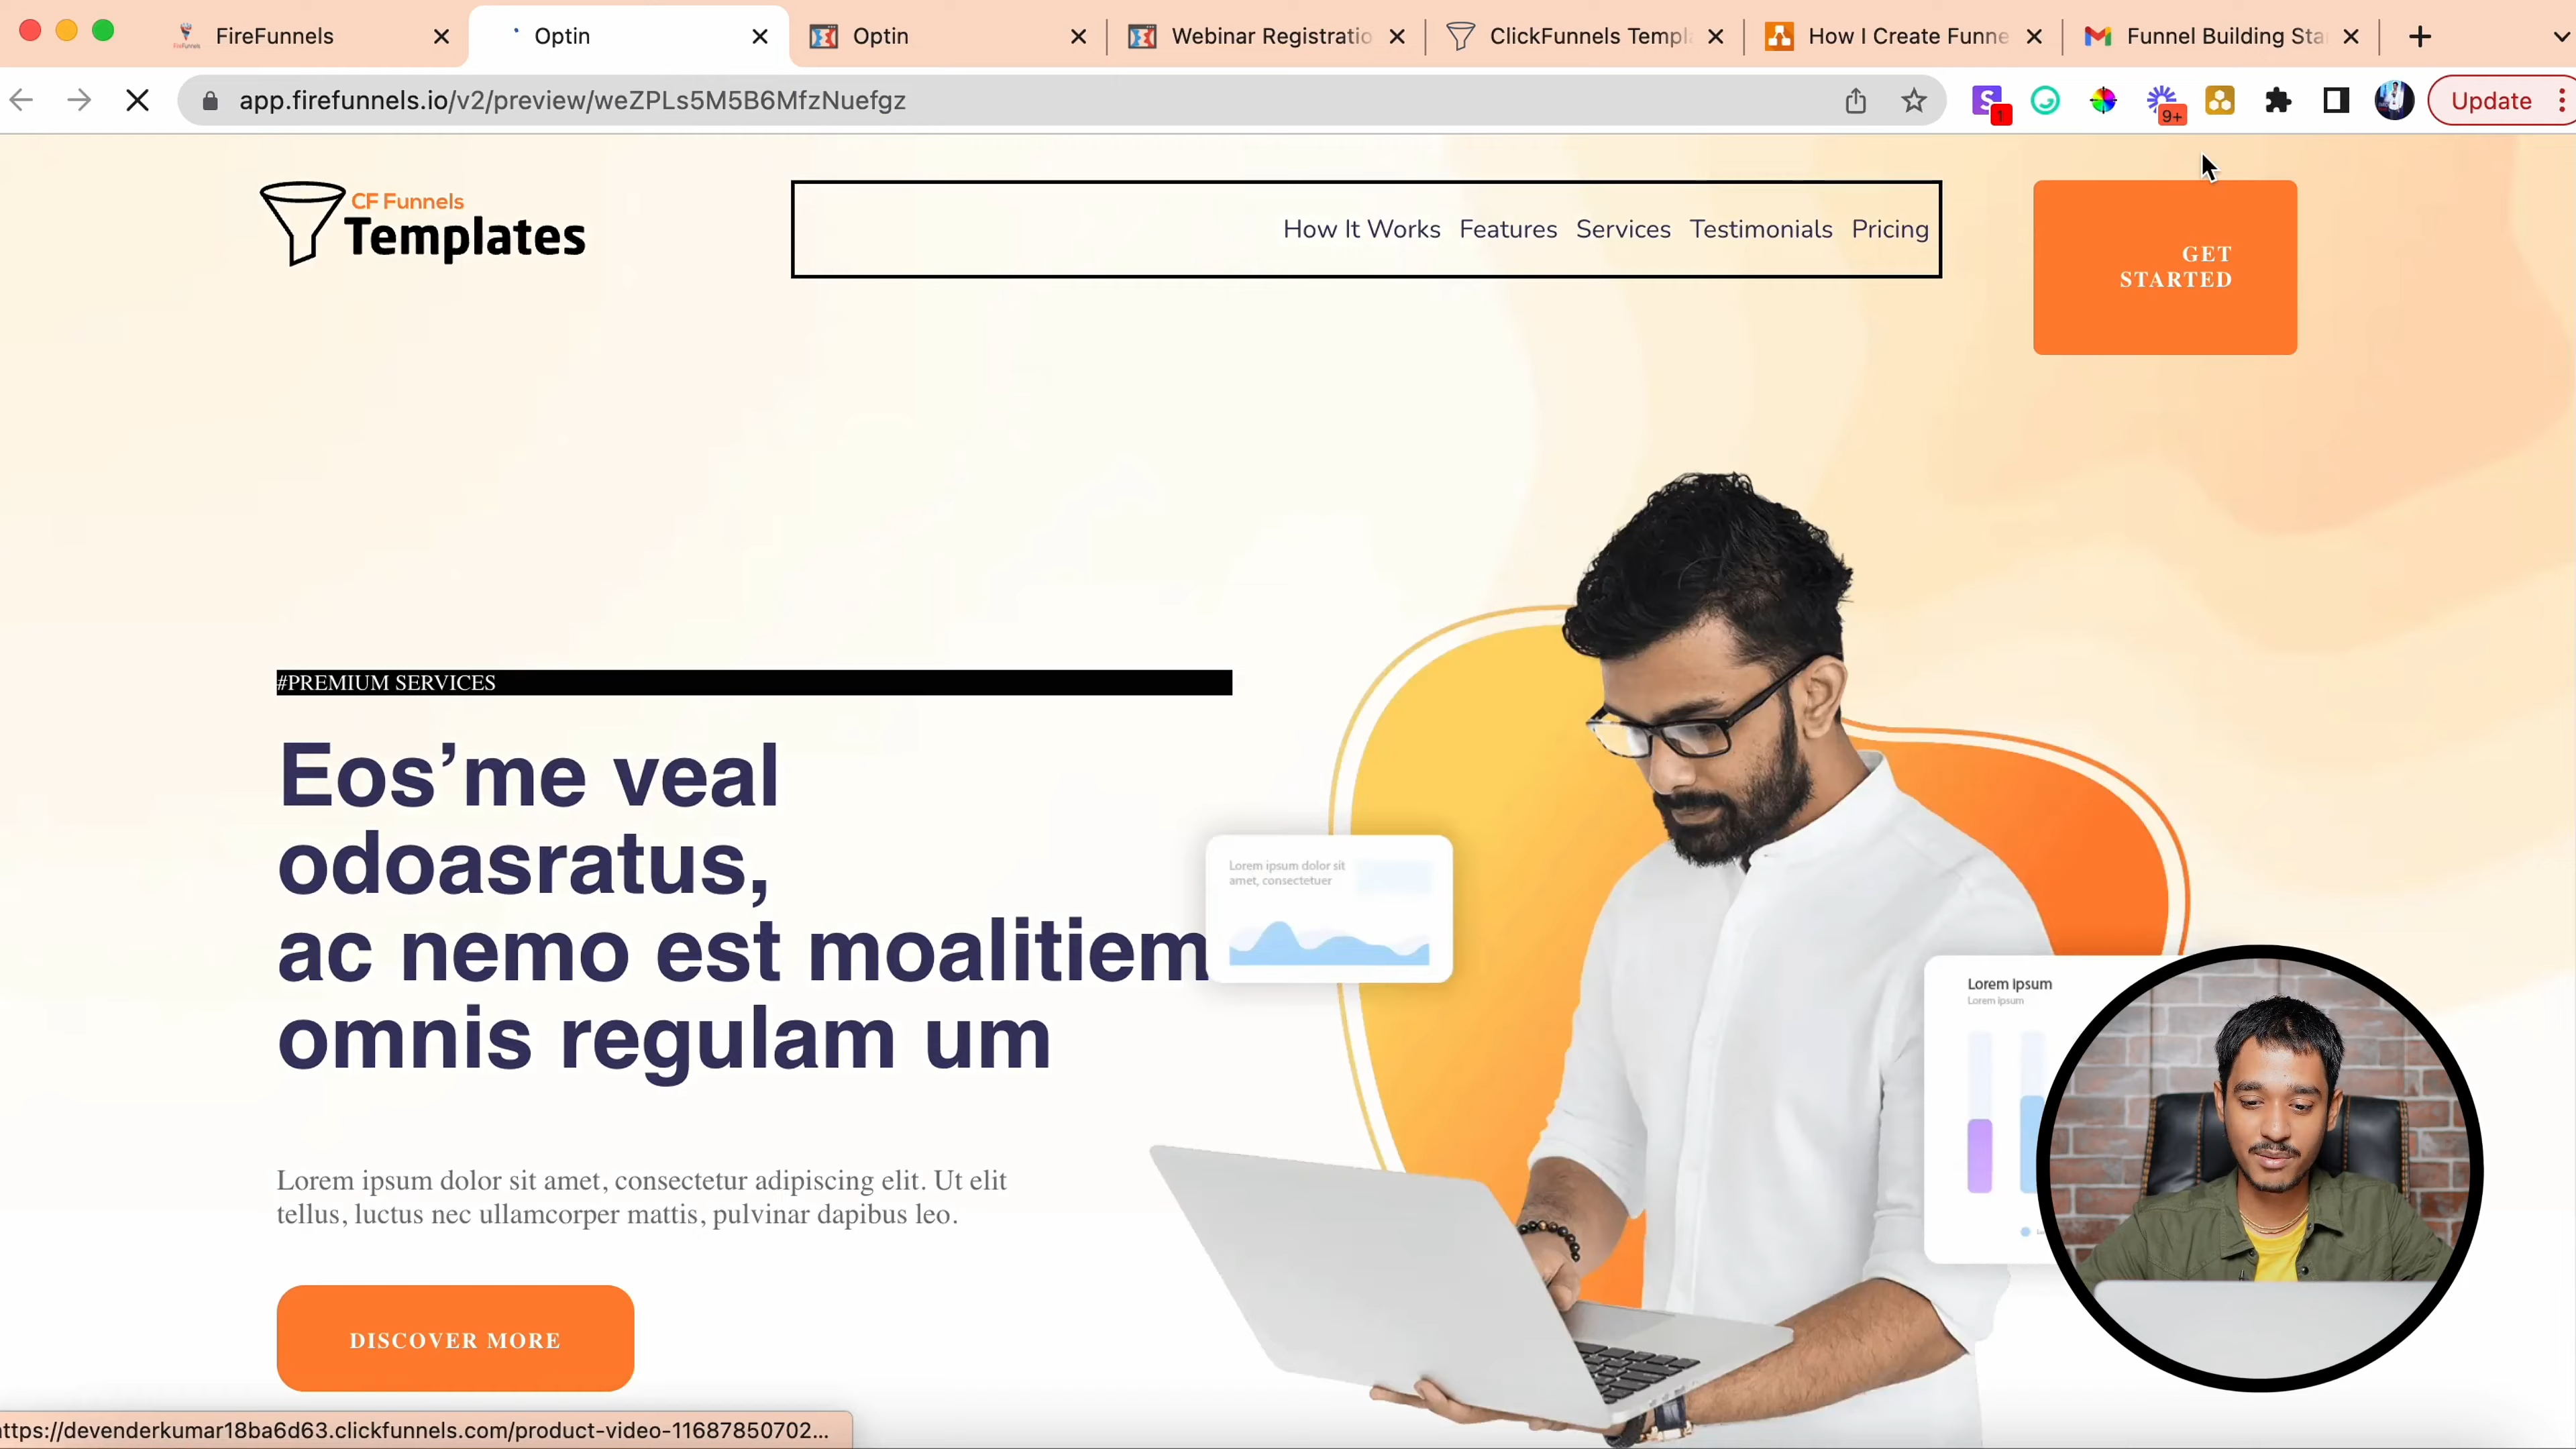 FireFunnels
Optin
Optin
Webinar Registratio
ClickFunnels Templ
How I Create Funne
Funnel Building Sta
app.firefunnels.io/v2/preview/weZPLs5M5B6MfzNuefgz
1
9+
Update
CF Funnels
Templates
How It Works Features Services Testimonials Pricing
GET
STARTED
#PREMIUM SERVICES
Eos’me veal
odoasratus,
ac nemo est moalitiem
omnis regulam um
Lorem ipsum dolor sit
amet, consectetuer
Lorem ipsum
Lorem ipsum
Lorem ipsum dolor sit amet, consectetur adipiscing elit. Ut elit
tellus, luctus nec ullamcorper mattis, pulvinar dapibus leo.
DISCOVER MORE
ttps://devenderkumar18ba6d63.clickfunnels.com/product-video-11687850702...